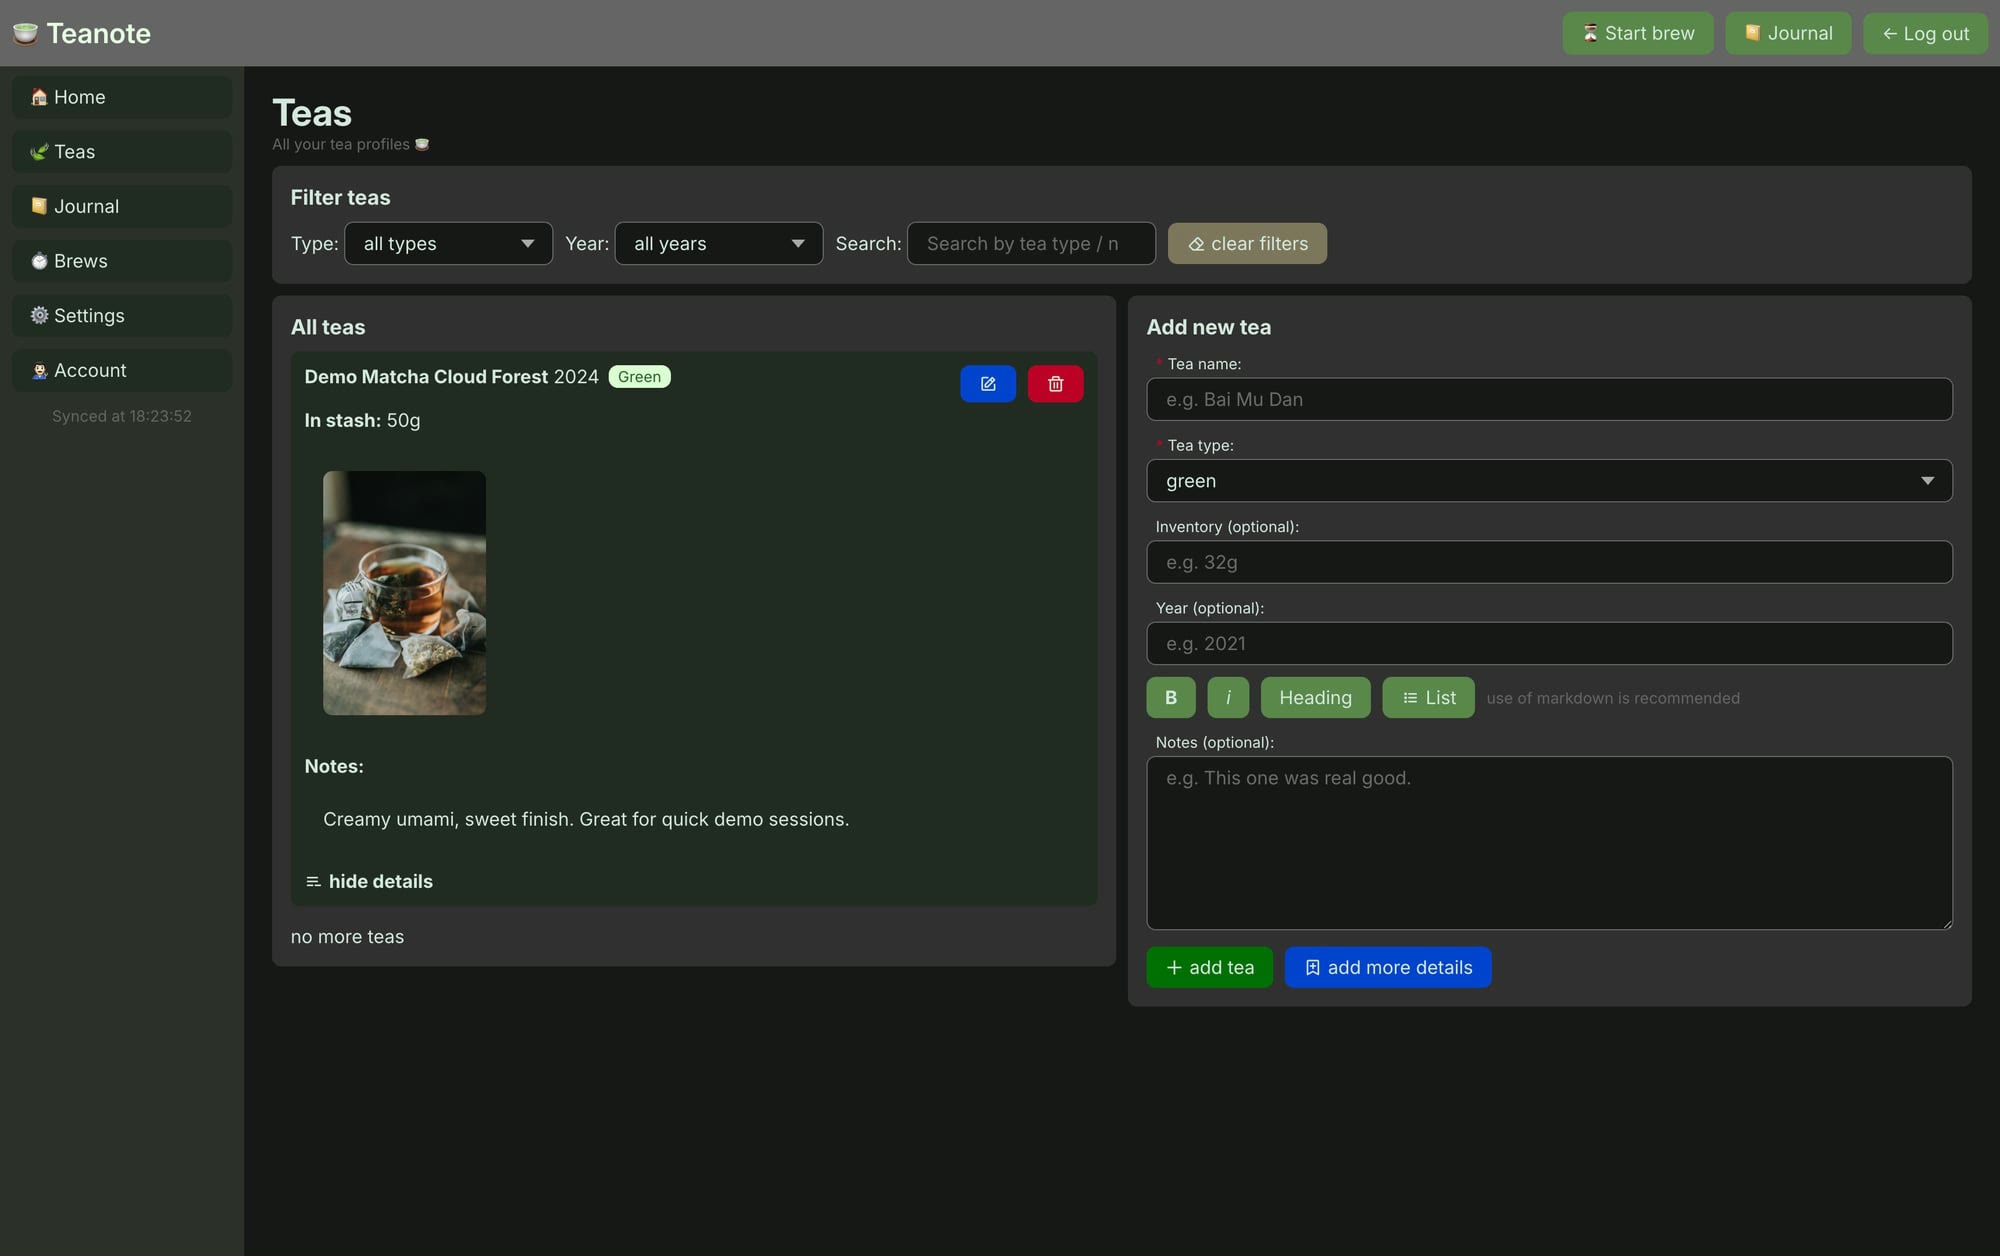 Teanote
Start brew
Journal
← Log out
Home
Teas
Journal
Brews
Settings
Account
Synced at 18:23:52
Teas
All your tea profiles
Filter teas
Type: all types Year: all years Search: Search by tea type / n clear filters
All teas
Demo Matcha Cloud Forest 2024 Green
In stash: 50g
Notes:
Creamy umami, sweet finish. Great for quick demo sessions.
hide details
no more teas
Add new tea
* Tea name:
e.g. Bai Mu Dan
* Tea type:
green
Inventory (optional):
e.g. 32g
Year (optional):
e.g. 2021
B i Heading List use of markdown is recommended
Notes (optional):
e.g. This one was real good.
+ add tea
add more details